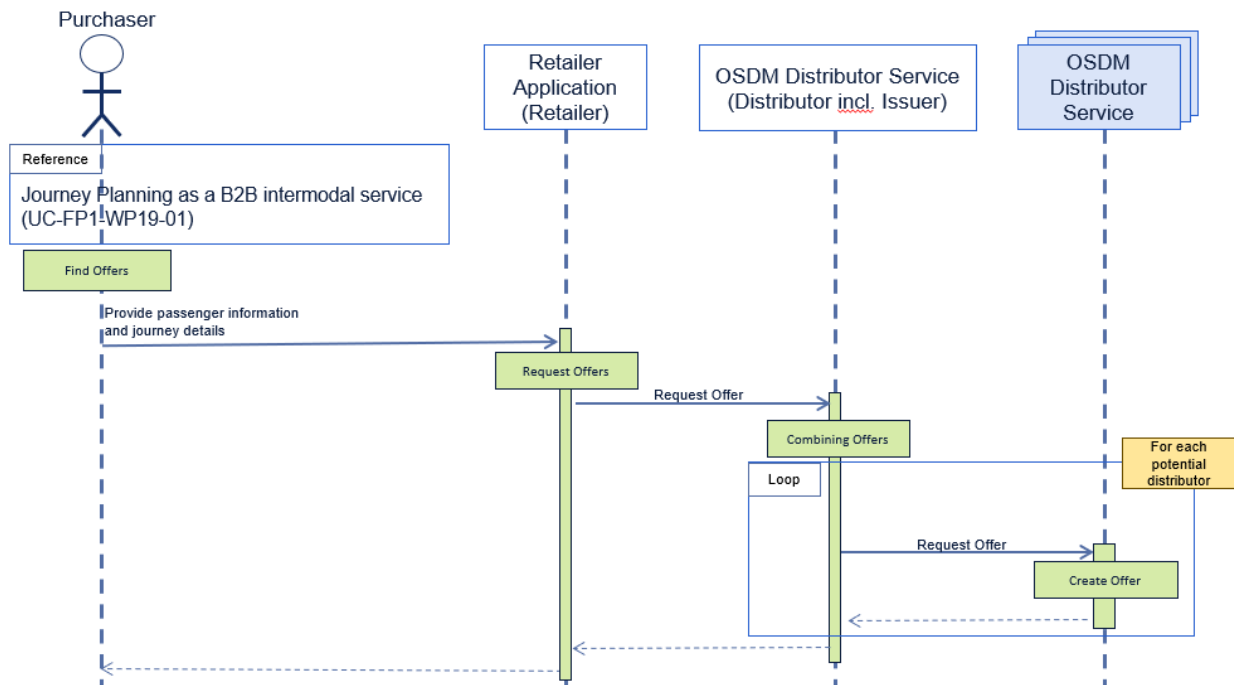 Purchaser
Retailer
Application
(Retailer)
OSDM Distributor Service
(Distributor incl. Issuer)
OSDM
Distributor
Service
Reference
Journey Planning as a B2B intermodal service
(UC-FP1-WP19-01)
Find Offers
Provide passenger information
and journey details
Request Offers
Request Offer
Combining Offers
For each
potential
distributor
Loop
Request Offer
Create Offer